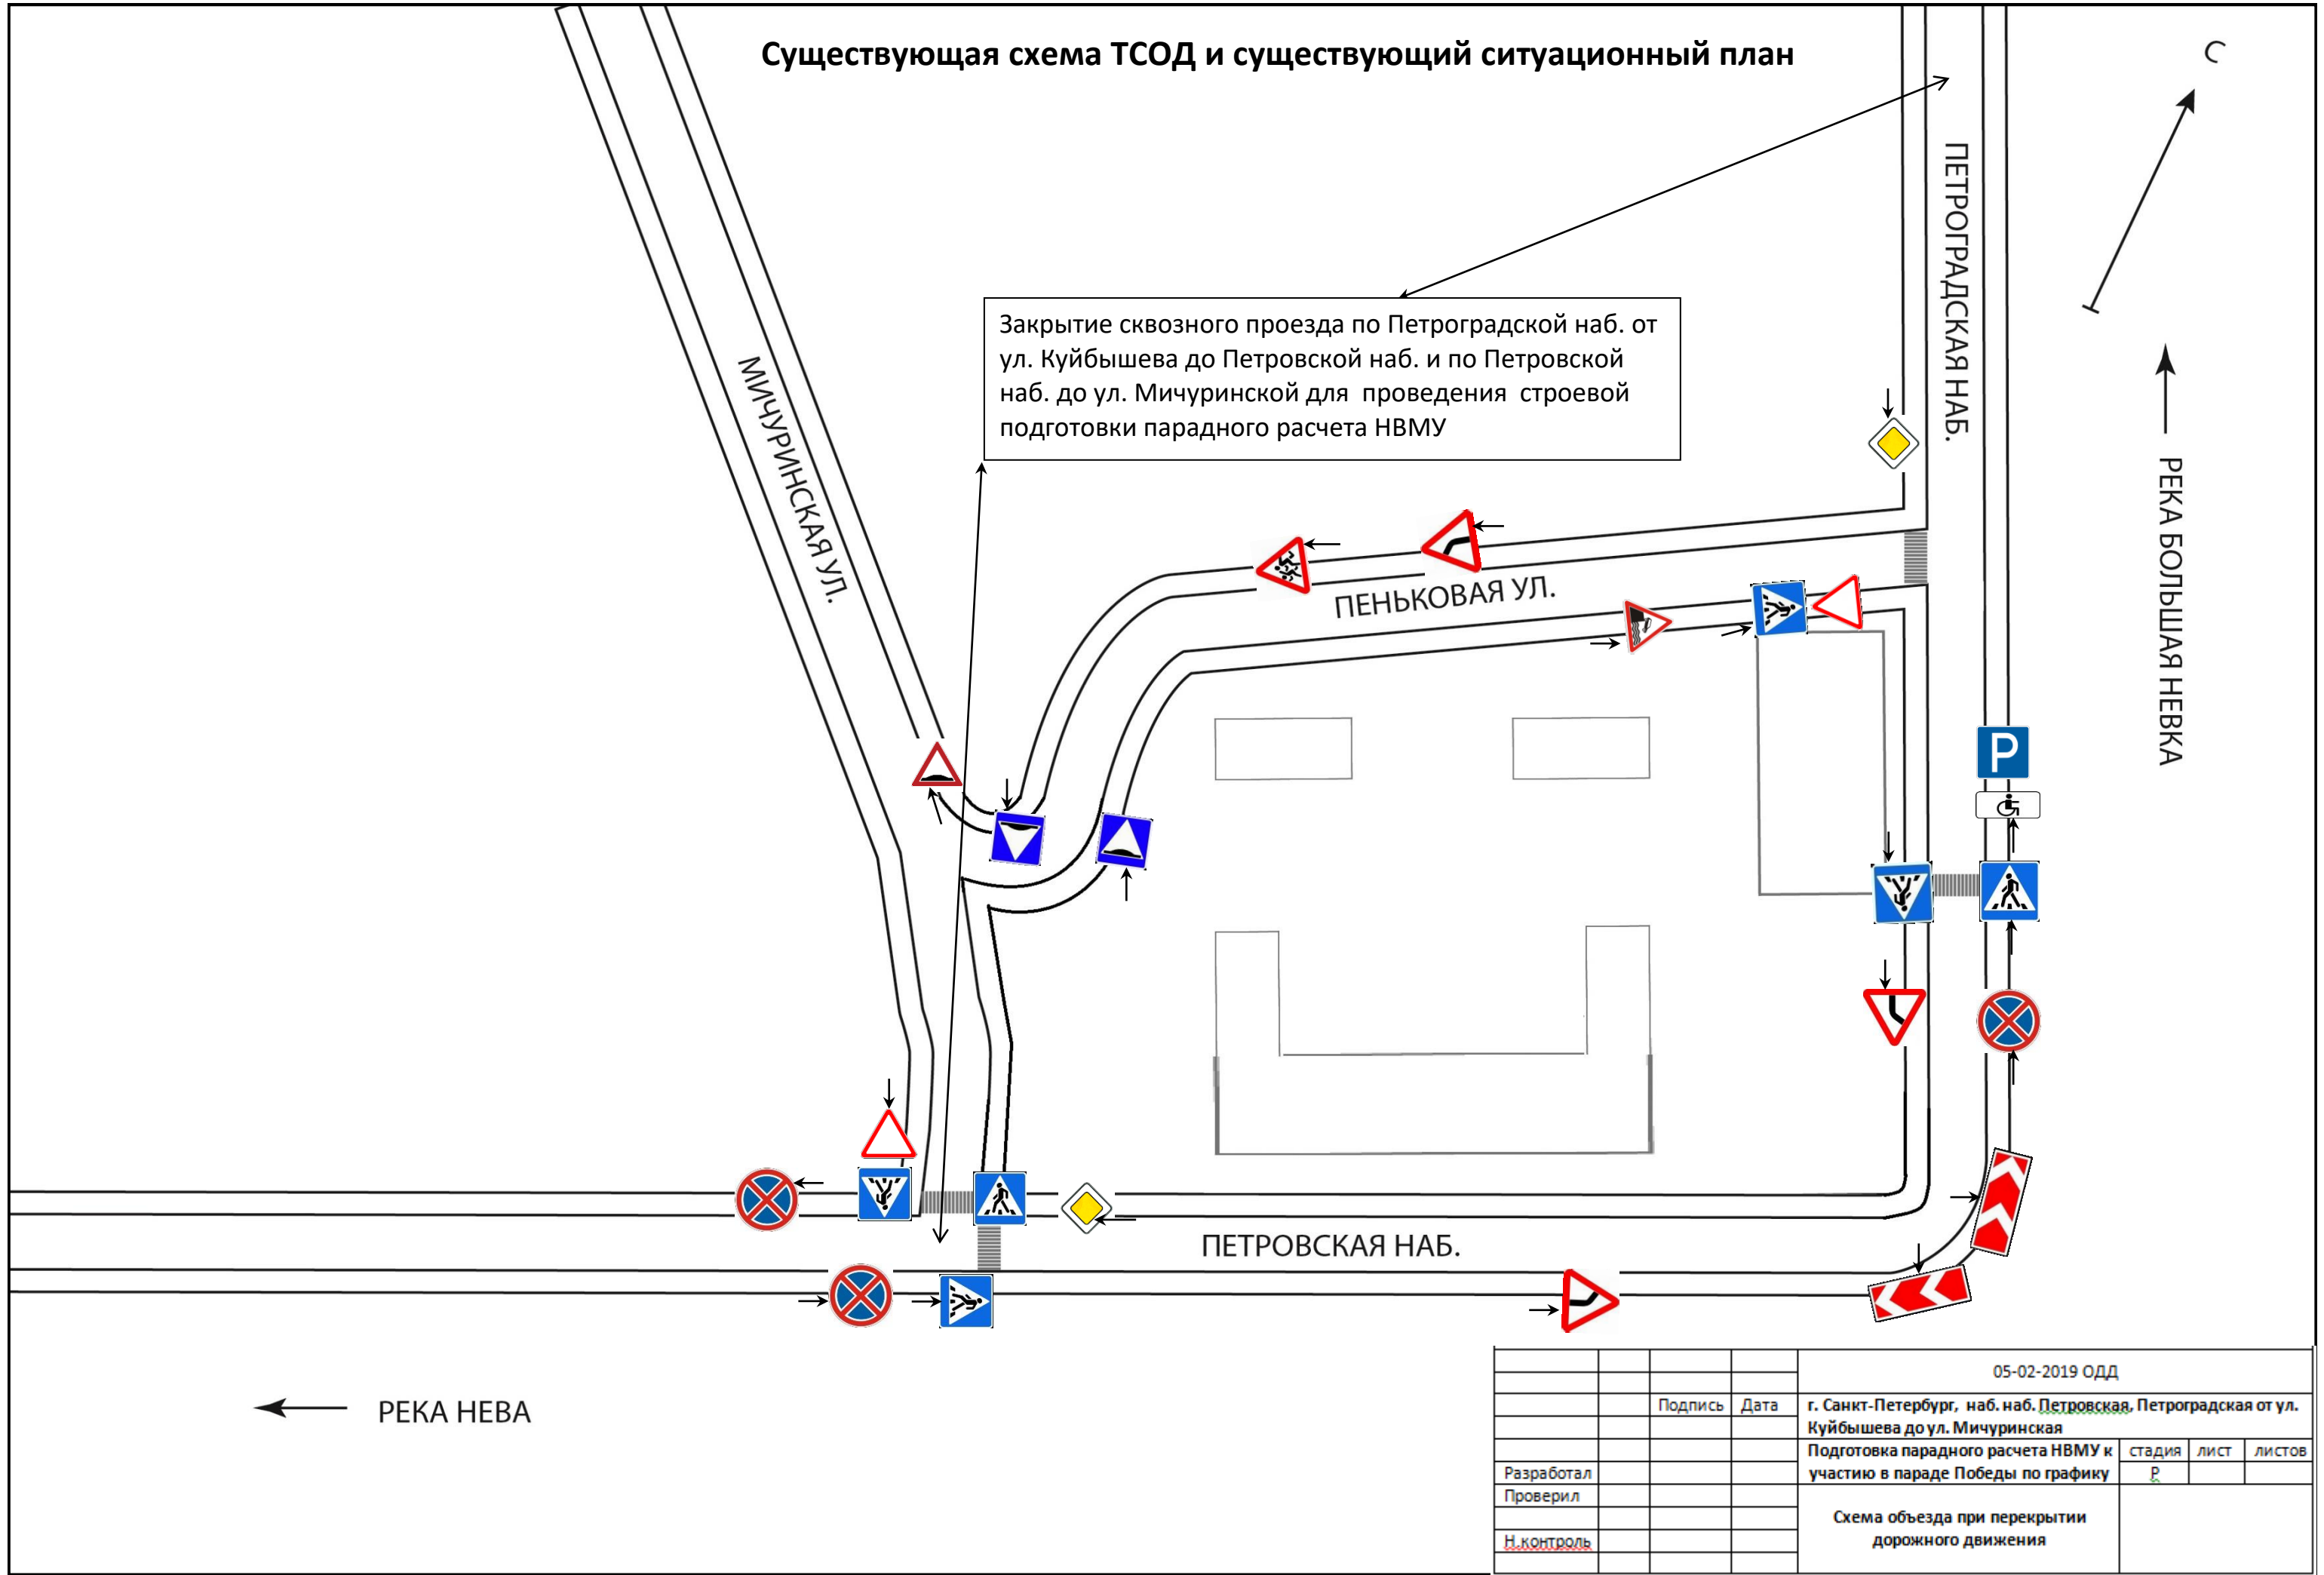 Существующая схема ТСОД и существующий ситуационный план
С
ПЕТРОГРАДСКАЯ НАБ.
Закрытие сквозного проезда по Петроградской наб. от
ул. Куйбышева до Петровской наб. и по Петровской
наб. до ул. Мичуринской для проведения строевой
подготовки парадного расчета НВМУ
МИЧУРИНСКАЯ УЛ.
РЕКА БОЛЬШАЯ НЕВКА
ПЕНЬКОВАЯ УЛ.
P
ПЕТРОВСКАЯ НАБ.
РЕКА НЕВА
05-02-2019 ОДД
Подпись Дата
г. Санкт-Петербург, наб. наб. Петровская, Петроградская от ул.
Куйбышева до ул. Мичуринская
Подготовка парадного расчета НВМУ к
участию в параде Победы по графику
стадия лист листов
Р
Разработал
Проверил
Н.контроль
Схема объезда при перекрытии
дорожного движения